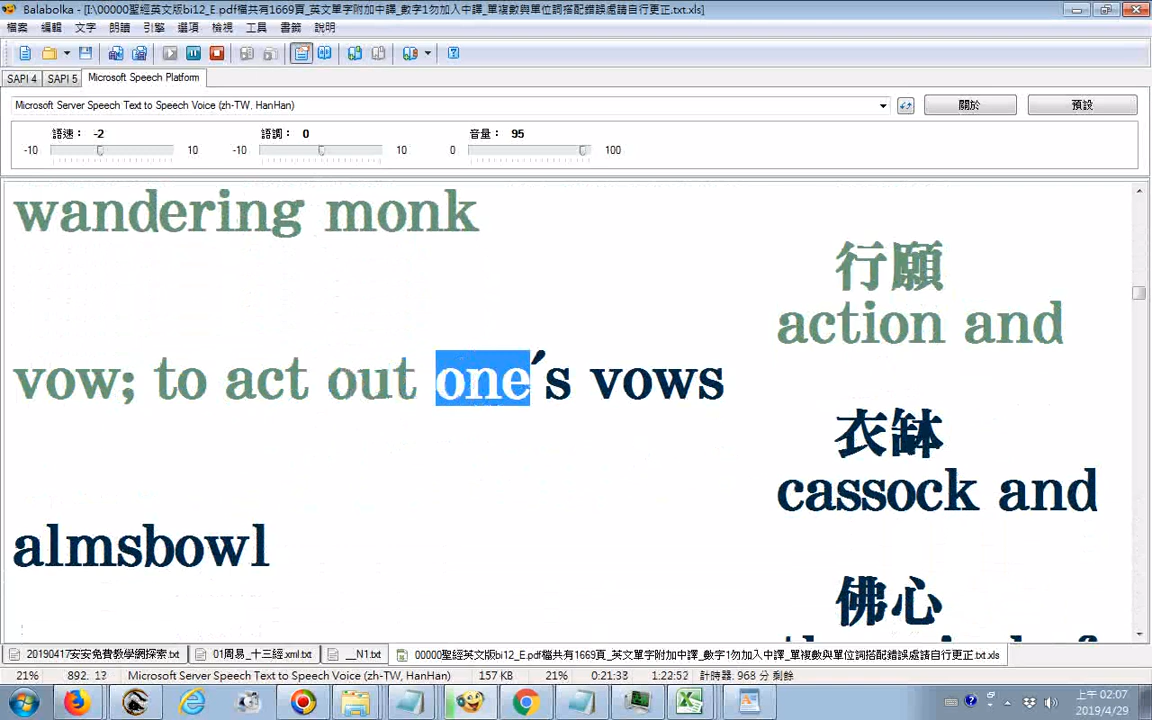 Balabolka - [I:\00000聖經英文版bi12_E.pdf檔共有1669頁_英文單字附加中譯_數字1勿加入中譯_單複數與單位詞搭配錯誤處請自行更正.txt.xls]
檔案 編輯 文字 朗讀 引擎 選項 檢視 工具 書籤 說明
SAPI 4 SAPI 5 Microsoft Speech Platform
Microsoft Server Speech Text to Speech Voice (zh-TW, HanHan) 關於 預設
語速： -2 語調： 0 音量： 95
-10 10 -10 10 0 100
wandering monk
行願
action and
vow; to act out one´s vows
衣缽
cassock and
almsbowl
佛心
20190417安安免費教學網探索.txt 01周易_十三經.txt __N1.txt 00000聖經英文版bi12_E.pdf檔共有1669頁_英文單字附加中譯_數字1勿加入中譯_單複數與單位詞搭配錯誤處請自行更正.txt.xls
21% 892. 13 Microsoft Server Speech Text to Speech Voice (zh-TW, HanHan) 157 KB 21% 0:21:33 1:22:52 計時器: 968 分 剩餘
上午 02:07
2019/4/29